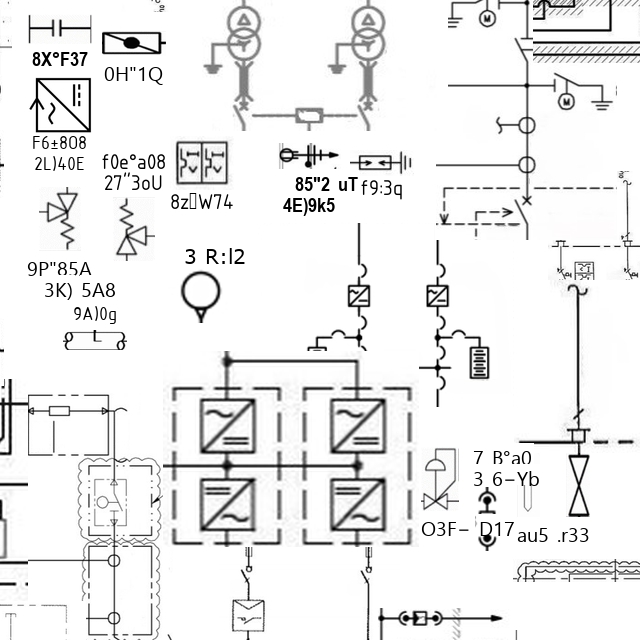 8X°F37
0H"1Q
F6±8O8
2L)40E
f0e°a08
27"3oU
8z▯W74
85"2 uT
4E)9k5
f9:3q
9P"85A
3K) 5A8
9A)0g
3 R:l2
7 B°a0
3 6-Yb
O3F- D17
au5 .r33